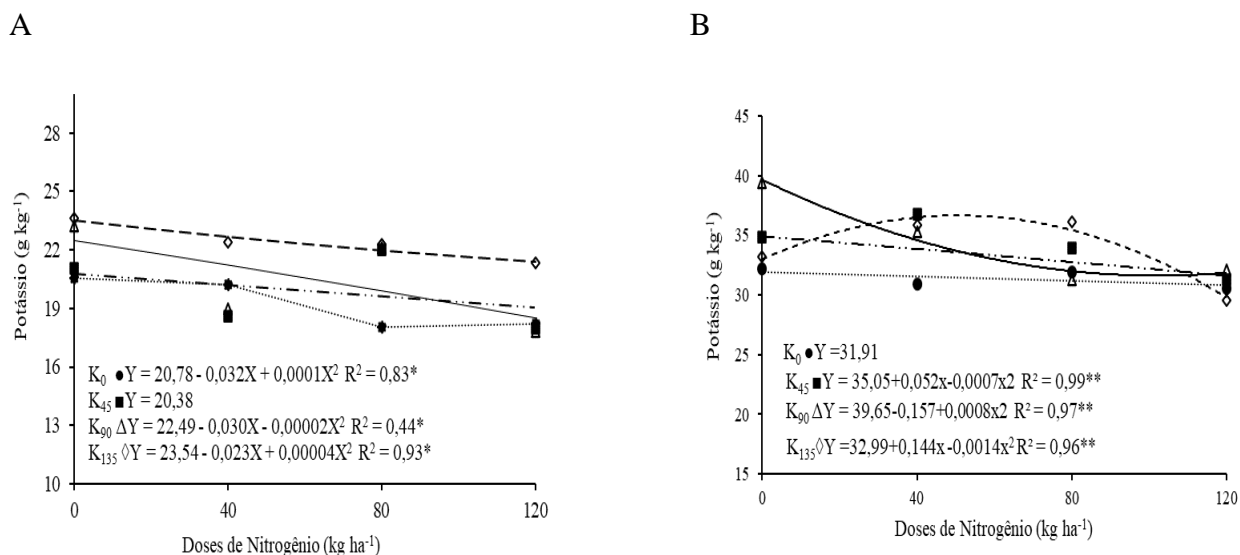 A
B
Potássio (g kg⁻¹)
28
25
22
19
16
13
10
K₀ ●Y = 20,78 - 0,032X + 0,0001X² R² = 0,83*
K₄₅ ■Y = 20,38
K₉₀ ΔY = 22,49 - 0,030X - 0,00002X² R² = 0,44*
K₁₃₅ ◊Y = 23,54 - 0,023X + 0,00004X² R² = 0,93*
0 40 80 120
Doses de Nitrogênio (kg ha⁻¹)
Potássio (g kg⁻¹)
45
40
35
30
25
20
15
K₀ ●Y =31,91
K₄₅ ■Y = 35,05+0,052x-0,0007x2 R² = 0,99**
K₉₀ ΔY = 39,65-0,157+0,0008x2 R² = 0,97**
K₁₃₅ ◊Y =32,99+0,144x-0,0014x² R² = 0,96**
0 40 80 120
Doses de Nitrogênio (kg ha⁻¹)